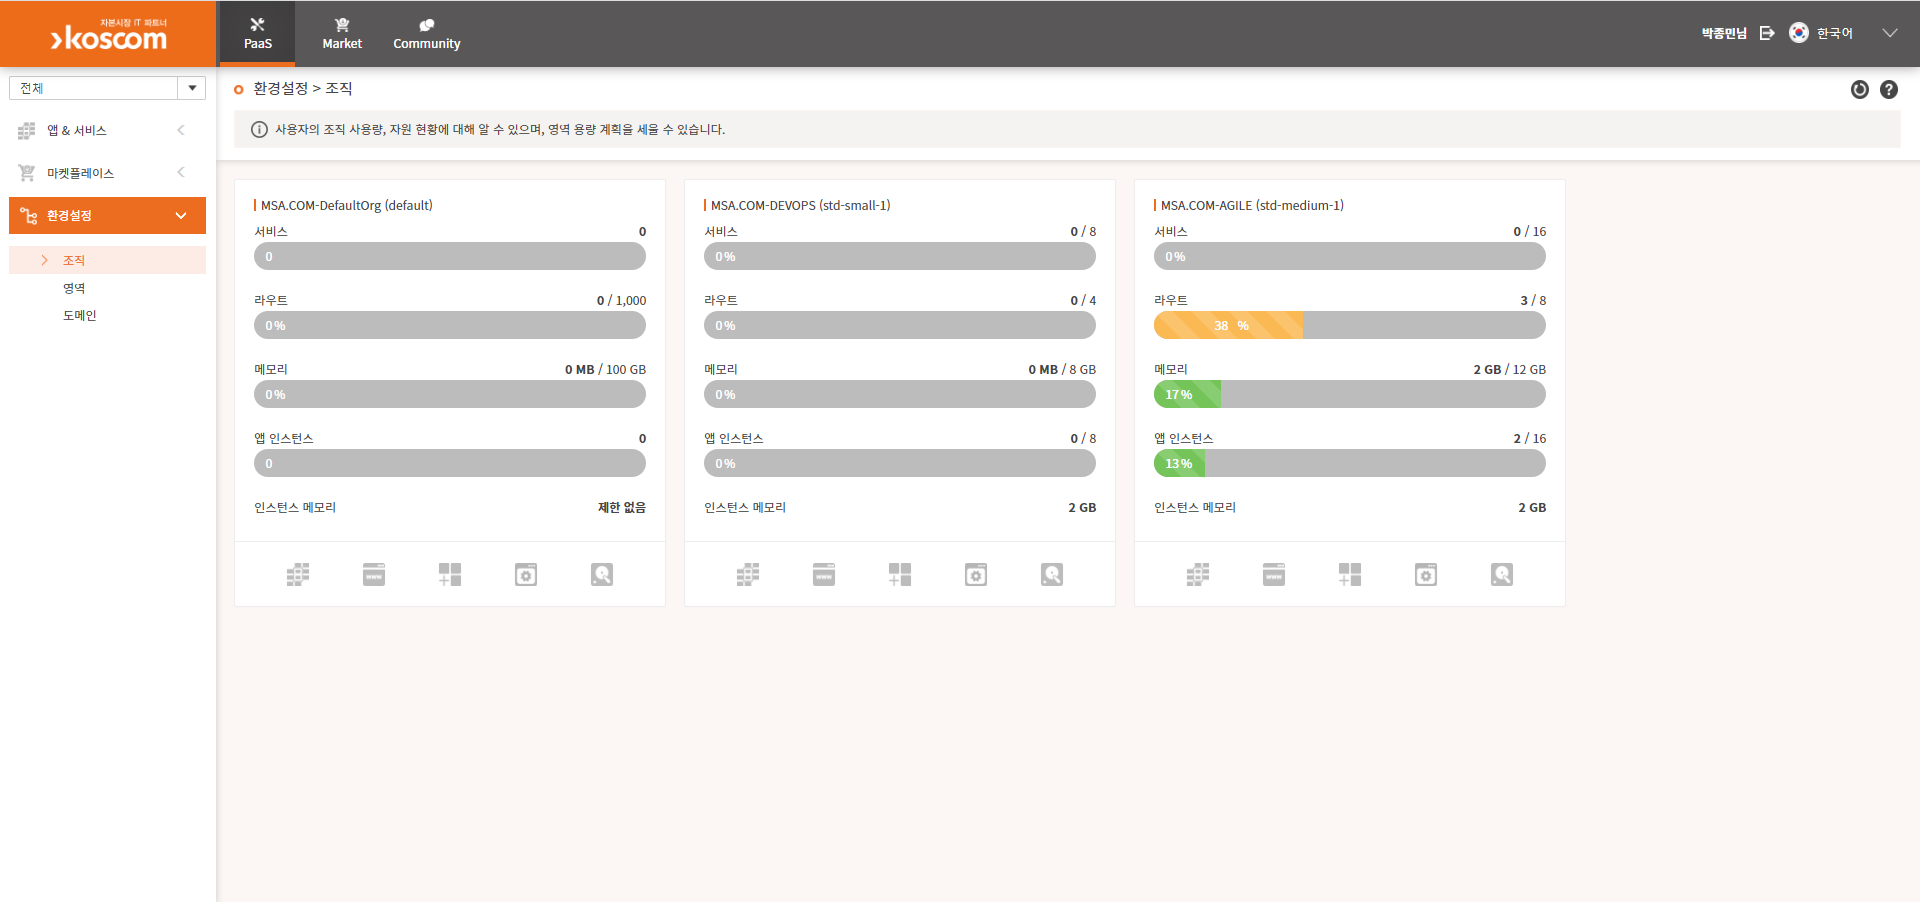 자본시장 IT 파트너
koscom
PaaS
Market
Community
박종민님
한국어
전체
앱 & 서비스
마켓플레이스
환경설정
조직
영역
도메인
환경설정 > 조직
사용자의 조직 사용량, 자원 현황에 대해 알 수 있으며, 영역 용량 계획을 세울 수 있습니다.
MSA.COM-DefaultOrg (default)
서비스 0
0
라우트 0 / 1,000
0%
메모리 0 MB / 100 GB
0%
앱 인스턴스 0
0
인스턴스 메모리 제한 없음
MSA.COM-DEVOPS (std-small-1)
서비스 0 / 8
0%
라우트 0 / 4
0%
메모리 0 MB / 8 GB
0%
앱 인스턴스 0 / 8
0%
인스턴스 메모리 2 GB
MSA.COM-AGILE (std-medium-1)
서비스 0 / 16
0%
라우트 3 / 8
38 %
메모리 2 GB / 12 GB
17%
앱 인스턴스 2 / 16
13%
인스턴스 메모리 2 GB